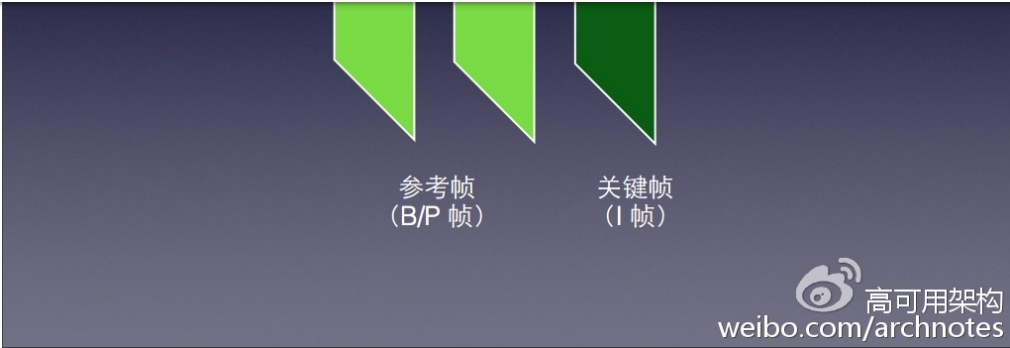 参考帧
（B/P 帧）
关键帧
（I 帧）
高可用架构
weibo.com/archnotes